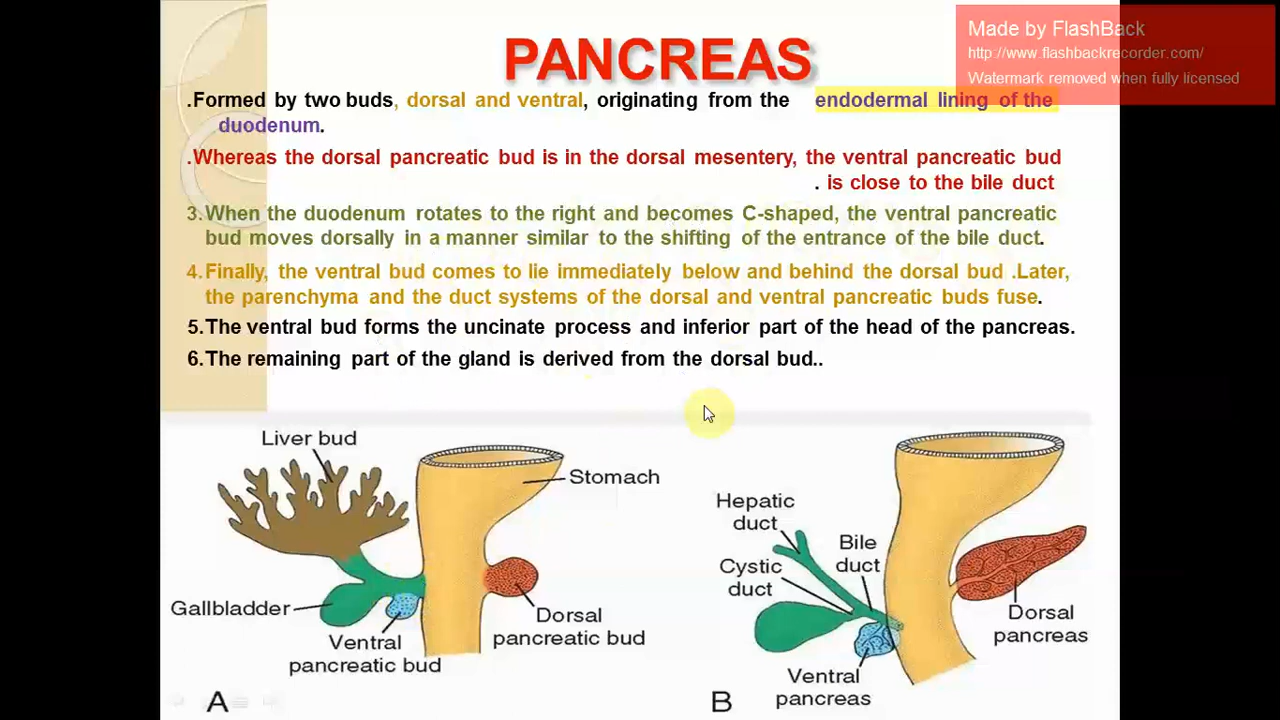 PANCREAS
Made by FlashBack
http://www.flashbackrecorder.com/
Watermark removed when fully licensed
.Formed by two buds, dorsal and ventral, originating from the endodermal lining of the
duodenum.
.Whereas the dorsal pancreatic bud is in the dorsal mesentery, the ventral pancreatic bud
. is close to the bile duct
3.When the duodenum rotates to the right and becomes C-shaped, the ventral pancreatic
bud moves dorsally in a manner similar to the shifting of the entrance of the bile duct.
4.Finally, the ventral bud comes to lie immediately below and behind the dorsal bud .Later,
the parenchyma and the duct systems of the dorsal and ventral pancreatic buds fuse.
5.The ventral bud forms the uncinate process and inferior part of the head of the pancreas.
6.The remaining part of the gland is derived from the dorsal bud..
Liver bud
Stomach
Gallbladder
Ventral
pancreatic bud
Dorsal
pancreatic bud
A
Hepatic
duct
Cystic
duct
Bile
duct
Dorsal
pancreas
Ventral
pancreas
B